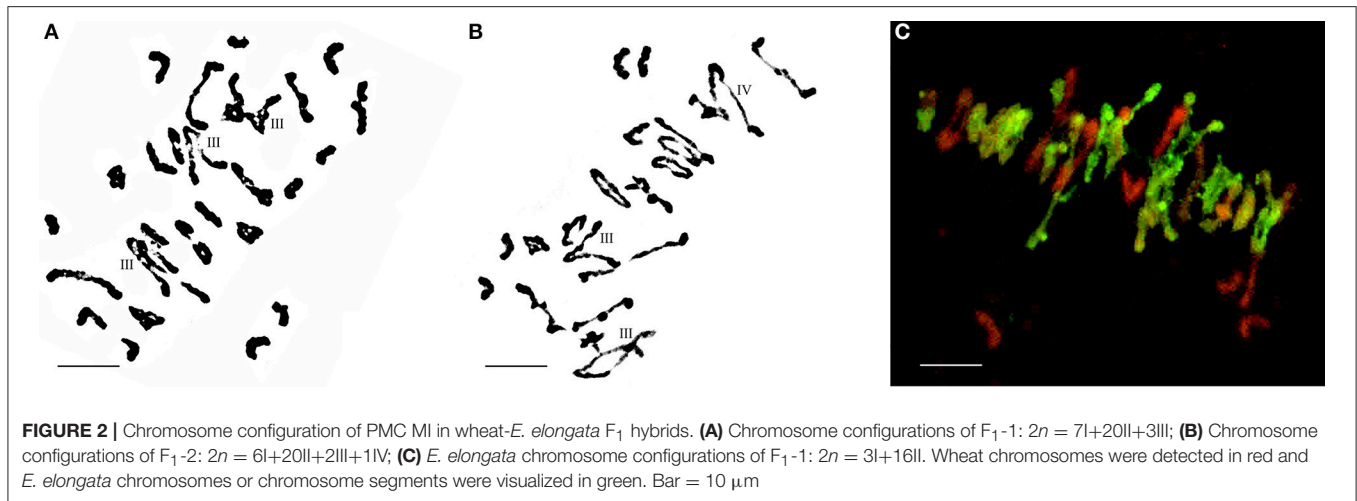 A
B
C
III
III
III
IV
III
III
FIGURE 2 | Chromosome configuration of PMC MI in wheat-E. elongata F₁ hybrids. (A) Chromosome configurations of F₁-1: 2n = 7I+20II+3III; (B) Chromosome
configurations of F₁-2: 2n = 6I+20II+2III+1IV; (C) E. elongata chromosome configurations of F₁-1: 2n = 3I+16II. Wheat chromosomes were detected in red and
E. elongata chromosomes or chromosome segments were visualized in green. Bar = 10 μm